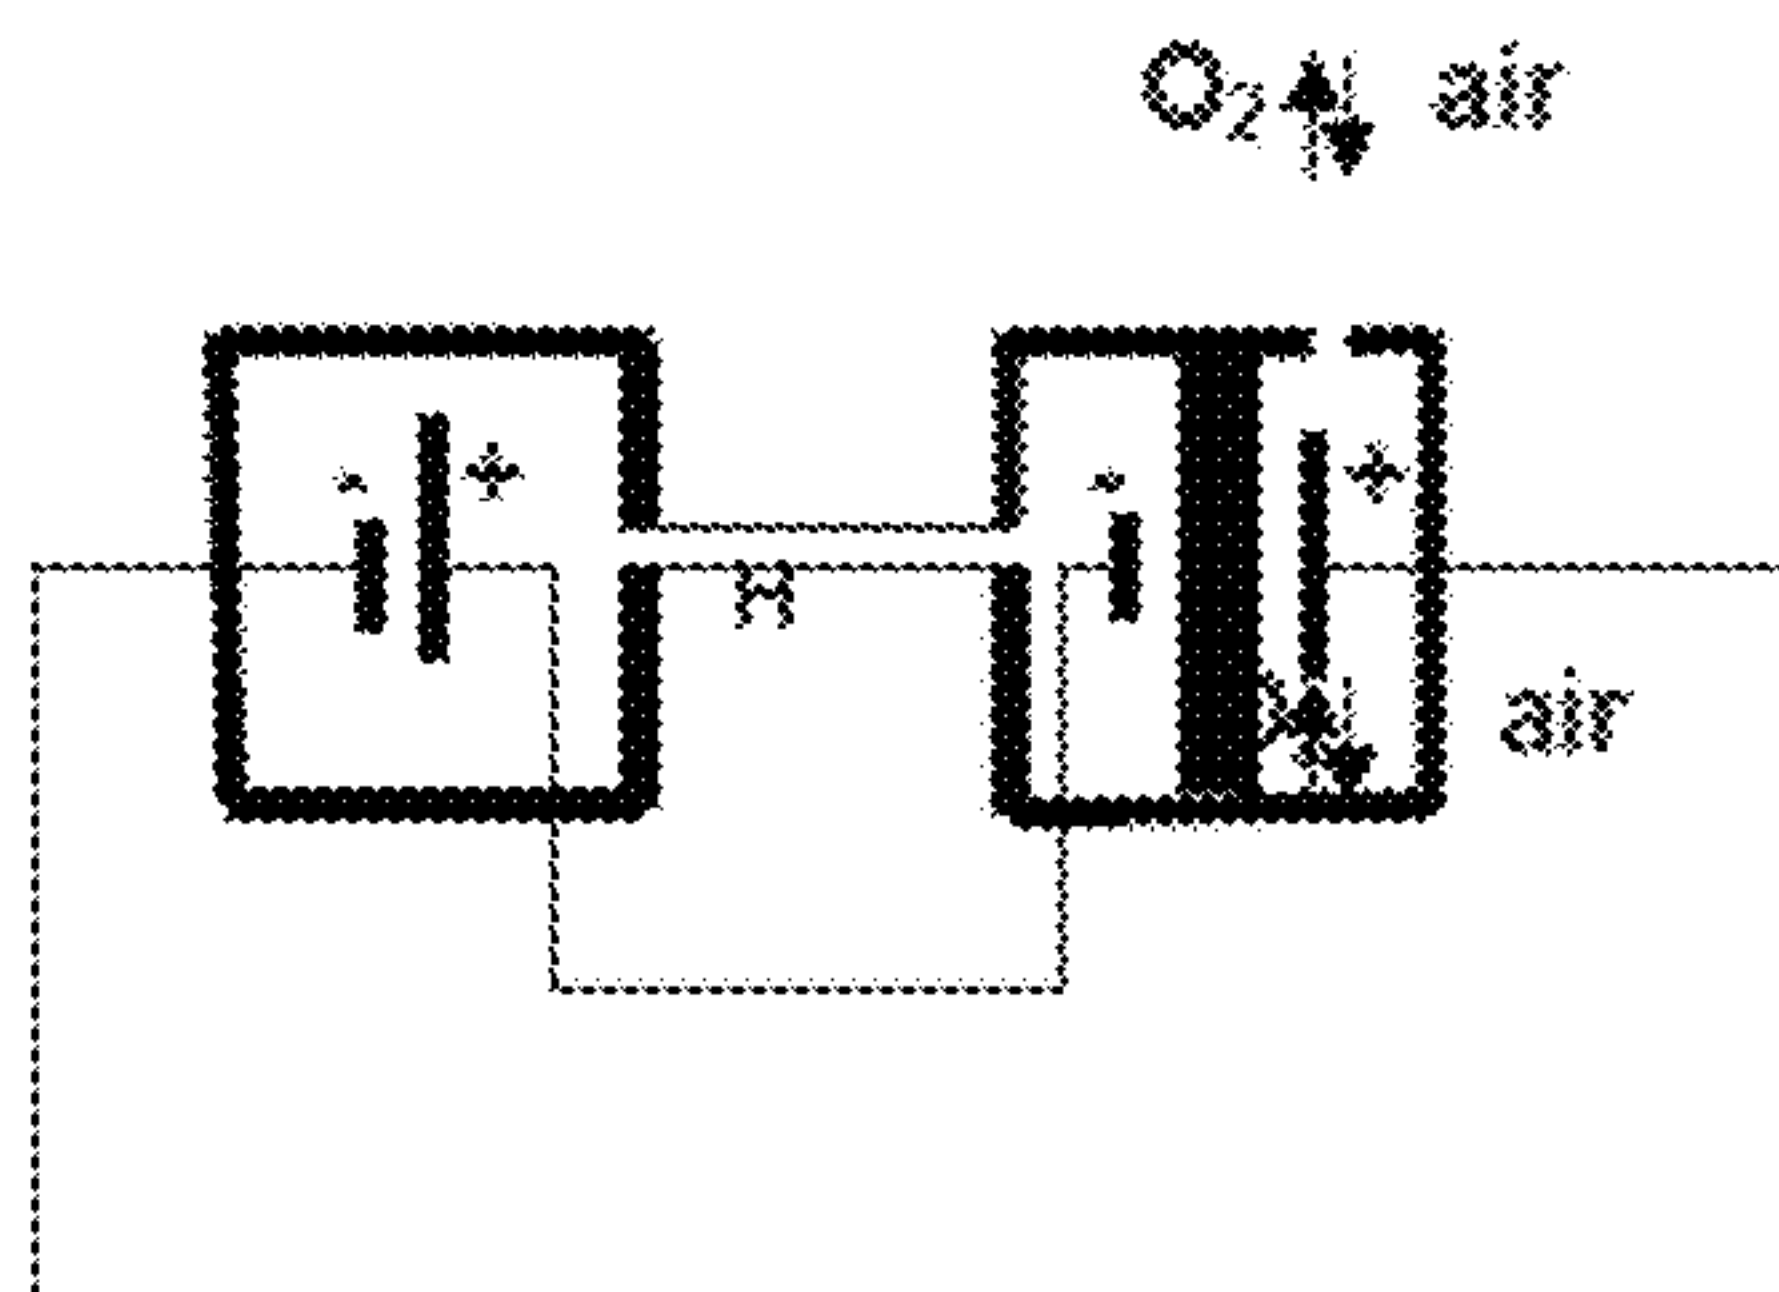 O₂ air
- + - +
H
air